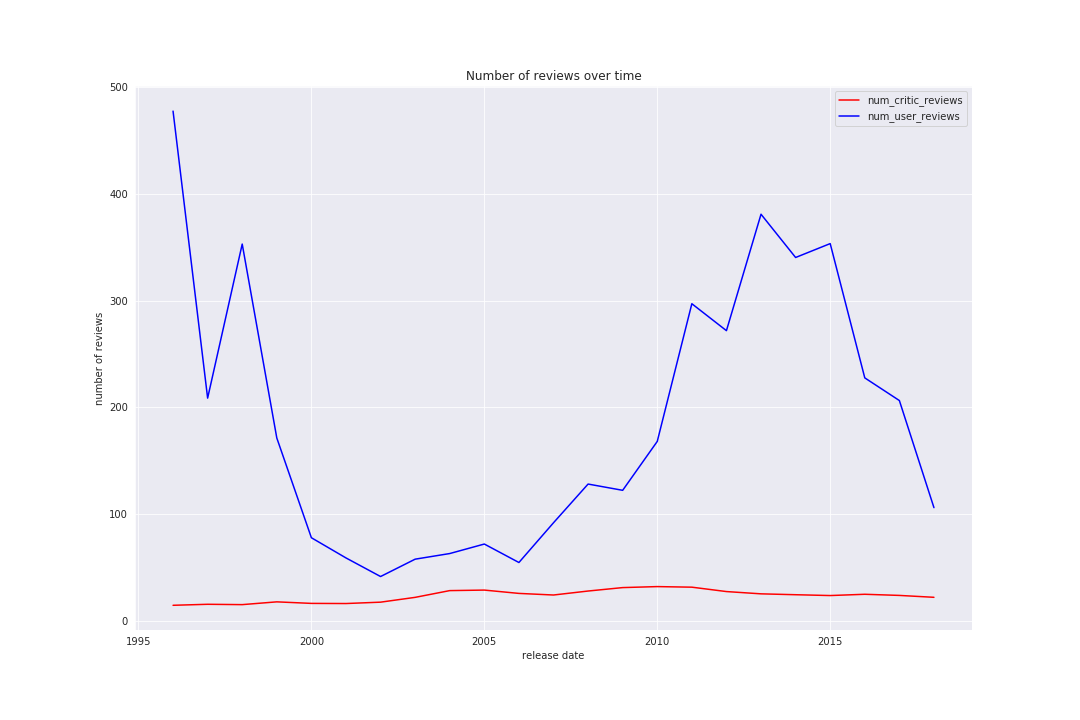 Number of reviews over time
num_critic_reviews
num_user_reviews
500
400
300
200
100
0
number of reviews
1995
2000
2005
2010
2015
release date